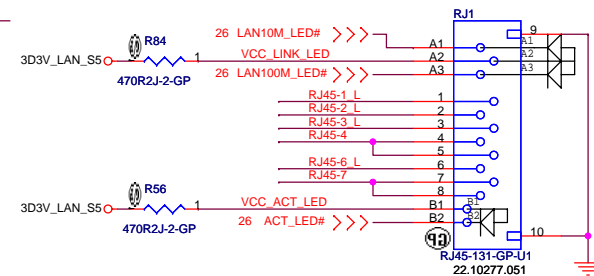 RJ1
R84
26 LAN10M_LED#
9
A1
A1
3D3V_LAN_S5
1
VCC_LINK_LED
A2
A2
26 LAN100M_LED#
A3
A3
470R2J-2-GP
RJ45-1_L
1
RJ45-2_L
2
RJ45-3_L
3
RJ45-4
4
5
RJ45-6_L
6
RJ45-7
7
8
R56
3D3V_LAN_S5
1
VCC_ACT_LED
B1
B1
26 ACT_LED#
B2
B2
470R2J-2-GP
10
RJ45-131-GP-U1
22.10277.051